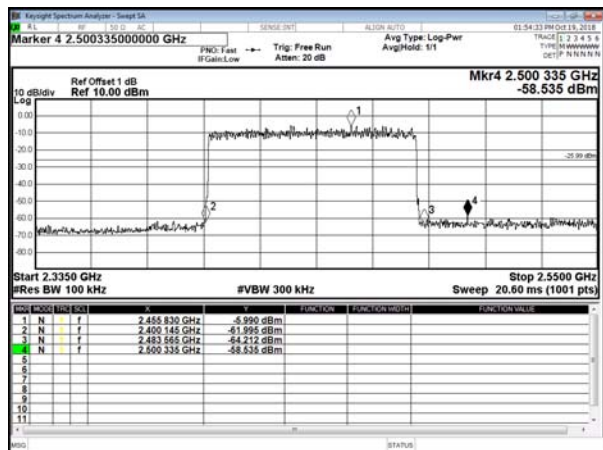 Keysight Spectrum Analyzer - Swept SA
RL RF 50 Ω AC SENSE:INT ALIGN AUTO 01:54:33 PM Oct 19, 2018
Marker 4 2.500335000000 GHz
PNO: Fast
IFGain:Low
Trig: Free Run
Atten: 20 dB
Avg Type: Log-Pwr
Avg|Hold: 1/1
TRACE 1 2 3 4 5 6
TYPE M W W W W W
DET P N N N N N
Ref Offset 1 dB
10 dB/div Ref 10.00 dBm
Log
Mkr4 2.500 335 GHz
-58.535 dBm
0.00
-10.0
-20.0
-30.0
-40.0
-50.0
-60.0
-70.0
-80.0
1
2
3
4
-25.99 dBm
Start 2.3350 GHz Stop 2.5500 GHz
#Res BW 100 kHz #VBW 300 kHz Sweep 20.60 ms (1001 pts)
MKR MODE TRC SCL X Y FUNCTION FUNCTION WIDTH FUNCTION VALUE
1 N 1 f 2.455 830 GHz -5.990 dBm
2 N 1 f 2.400 145 GHz -61.995 dBm
3 N 1 f 2.483 565 GHz -64.212 dBm
4 N 1 f 2.500 335 GHz -58.535 dBm
5
6
7
8
9
10
11
MSG STATUS